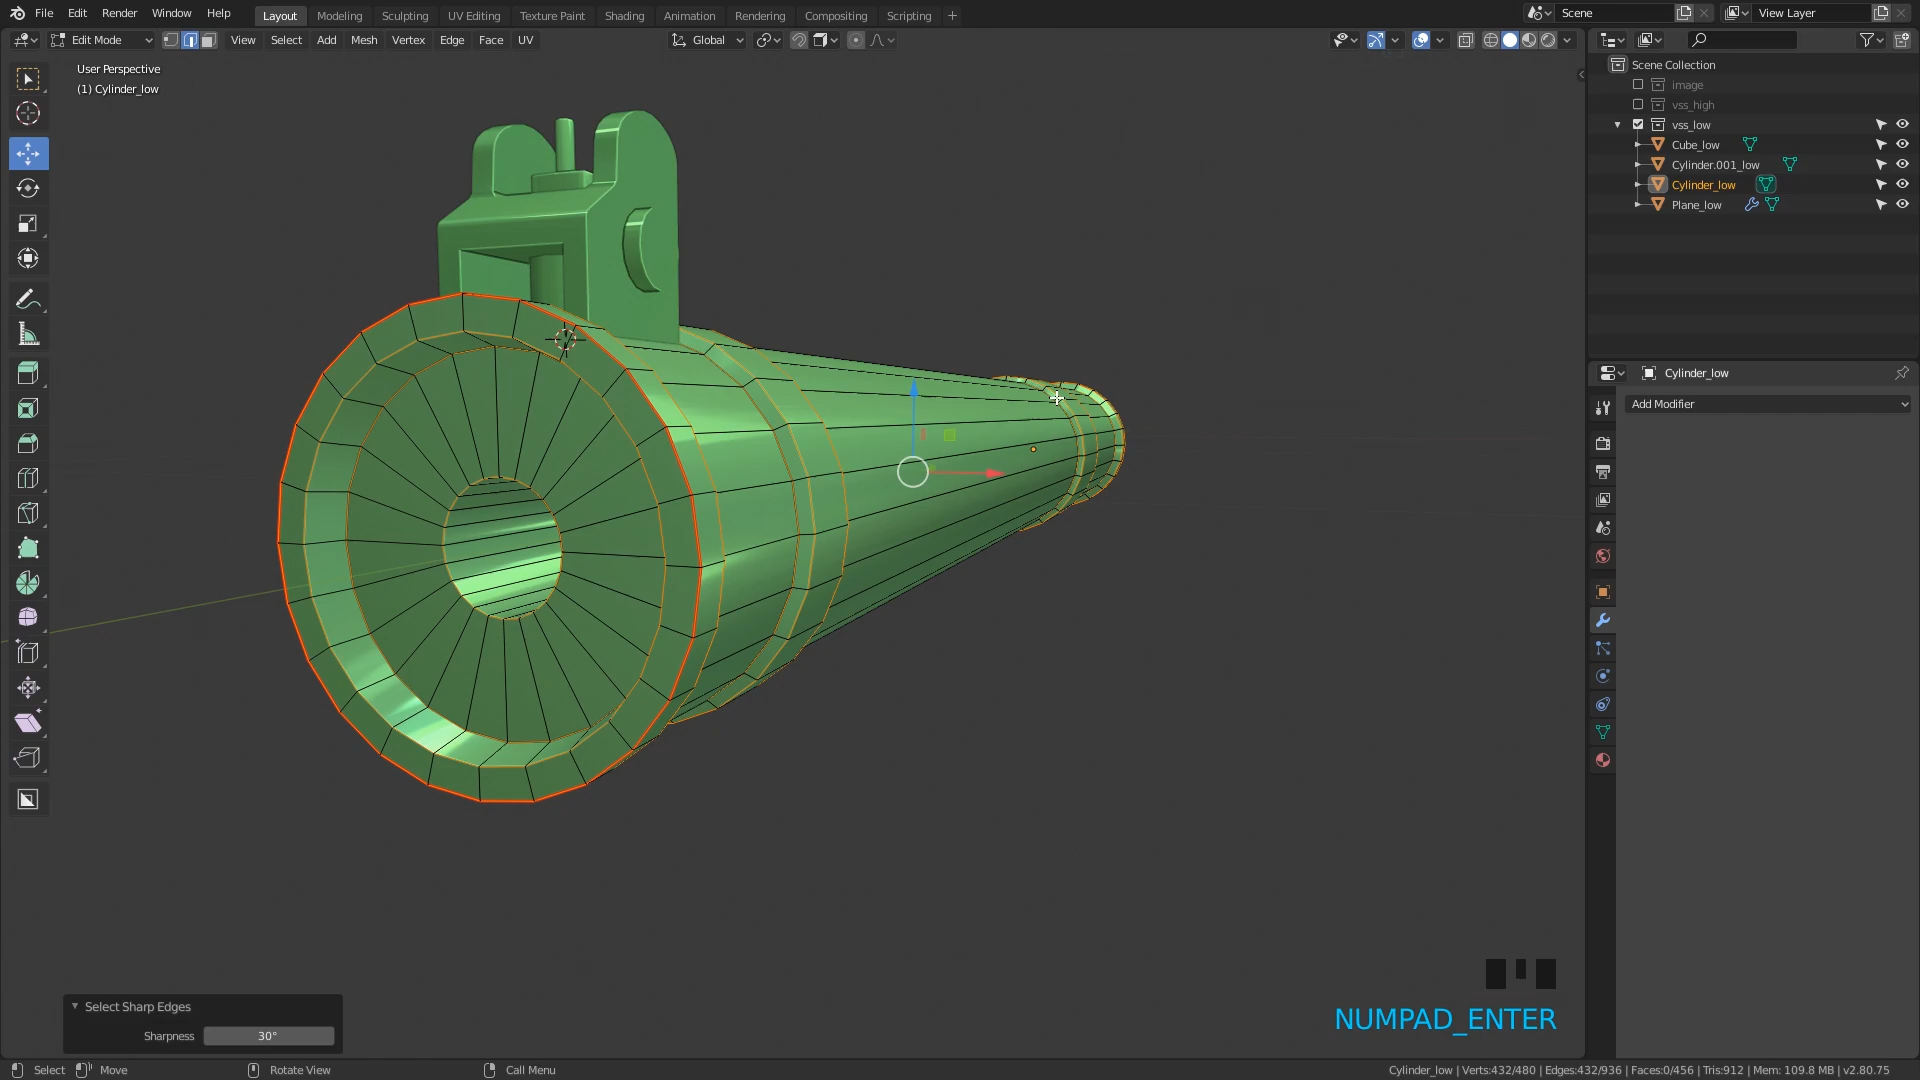 File Edit Render Window Help Layout Modeling Sculpting UV Editing Texture Paint Shading Animation Rendering Compositing Scripting + Scene View Layer
Edit Mode View Select Add Mesh Vertex Edge Face UV Global
User Perspective
(1) Cylinder_low
Scene Collection
image
vss_high
vss_low
Cube_low
Cylinder.001_low
Cylinder_low
Plane_low
Cylinder_low
Add Modifier
Select Sharp Edges
Sharpness 30°
NUMPAD_ENTER
Select Move Rotate View Call Menu Cylinder_low | Verts:432/480 | Edges:432/936 | Faces:0/456 | Tris:912 | Mem: 109.8 MB | v2.80.75